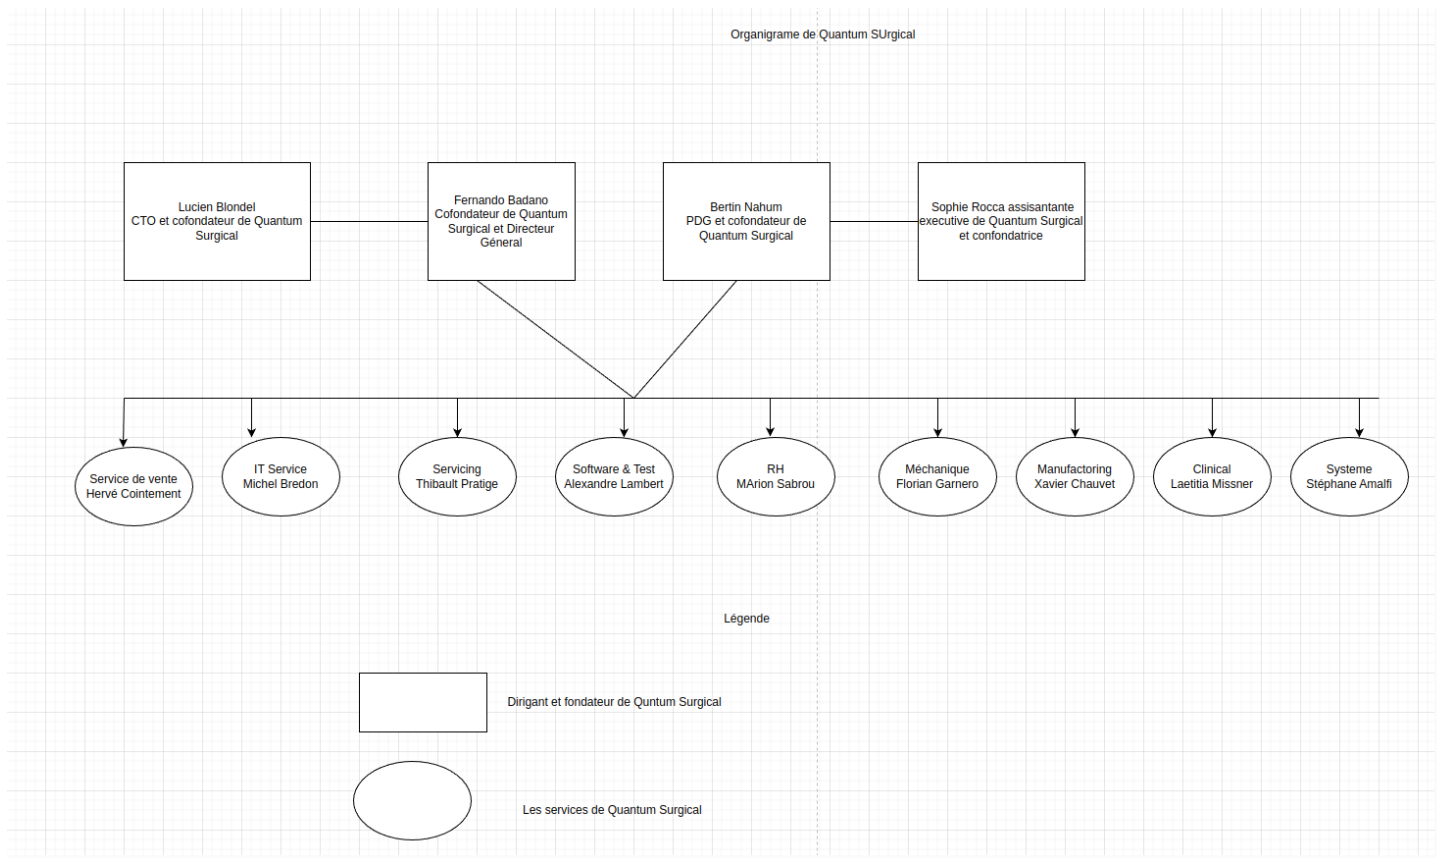 Organigrame de Quantum SUrgical
Lucien Blondel
CTO et cofondateur de Quantum
Surgical
Fernando Badano
Cofondateur de Quantum
Surgical et Directeur
Géneral
Bertin Nahum
PDG et cofondateur de
Quantum Surgical
Sophie Rocca assisantante
executive de Quantum Surgical
et confondatrice
Service de vente
Hervé Cointement
IT Service
Michel Bredon
Servicing
Thibault Pratige
Software & Test
Alexandre Lambert
RH
MArion Sabrou
Méchanique
Florian Garnero
Manufactoring
Xavier Chauvet
Clinical
Laetitia Missner
Systeme
Stéphane Amalfi
Légende
Dirigant et fondateur de Quntum Surgical
Les services de Quantum Surgical